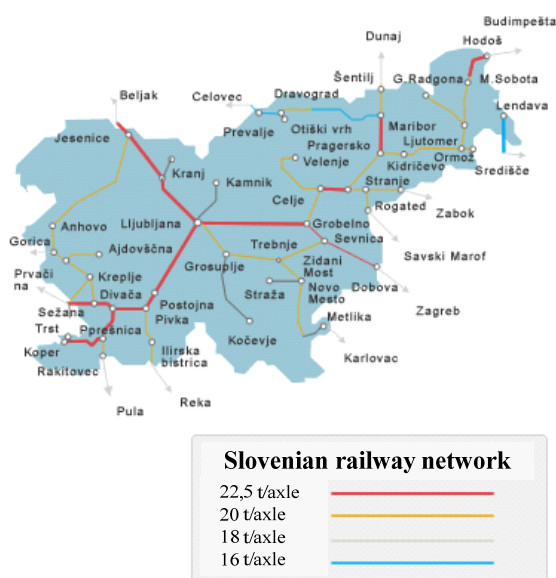 Budimpešta
Dunaj
Hodoš
Šentilj
Beljak
Celovec
Dravograd
G.Radgona
M.Sobota
Lendava
Jesenice
Prevalje
Otiški vrh
Maribor
Pragersko
Ljutomer
Kranj
Velenje
Kidričevo
Ormož
Središče
Kamnik
Stranje
Celje
Rogated
Zabok
Anhovo
LIjubljana
Grobelno
Gorica
Ajdovščna
Trebnje
Sevnica
Savski Marof
Prvači
na
Kreplje
Grosuplje
Zidani
Most
Divača
Straža
Novo
Mesto
Dobova
Sežana
Postojna
Zagreb
Trst
Ppresnica
Pivka
Metlika
Koper
Ilirska
bistrica
Kočevje
Karlovac
Rakitovec
Pula
Reka
Slovenian railway network
22,5 t/axle
20 t/axle
18 t/axle
16 t/axle